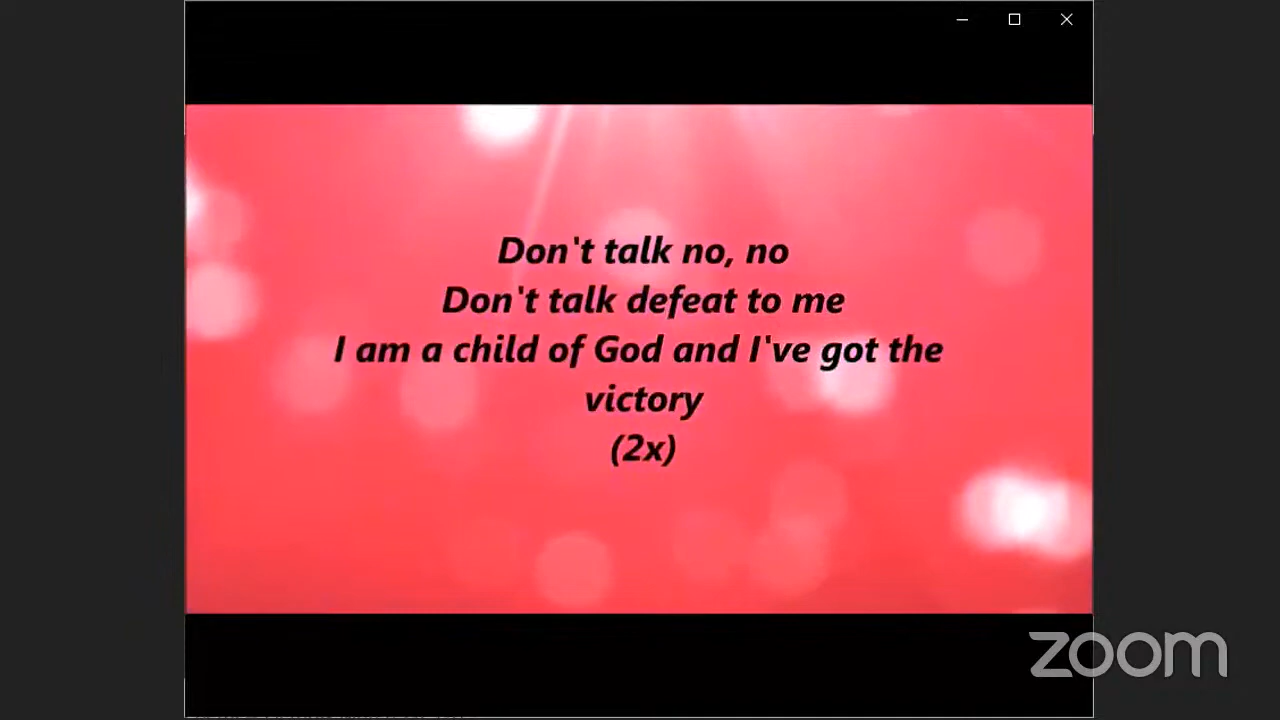 Don't talk no, no
Don't talk defeat to me
I am a child of God and I've got the
victory
(2x)
zoom